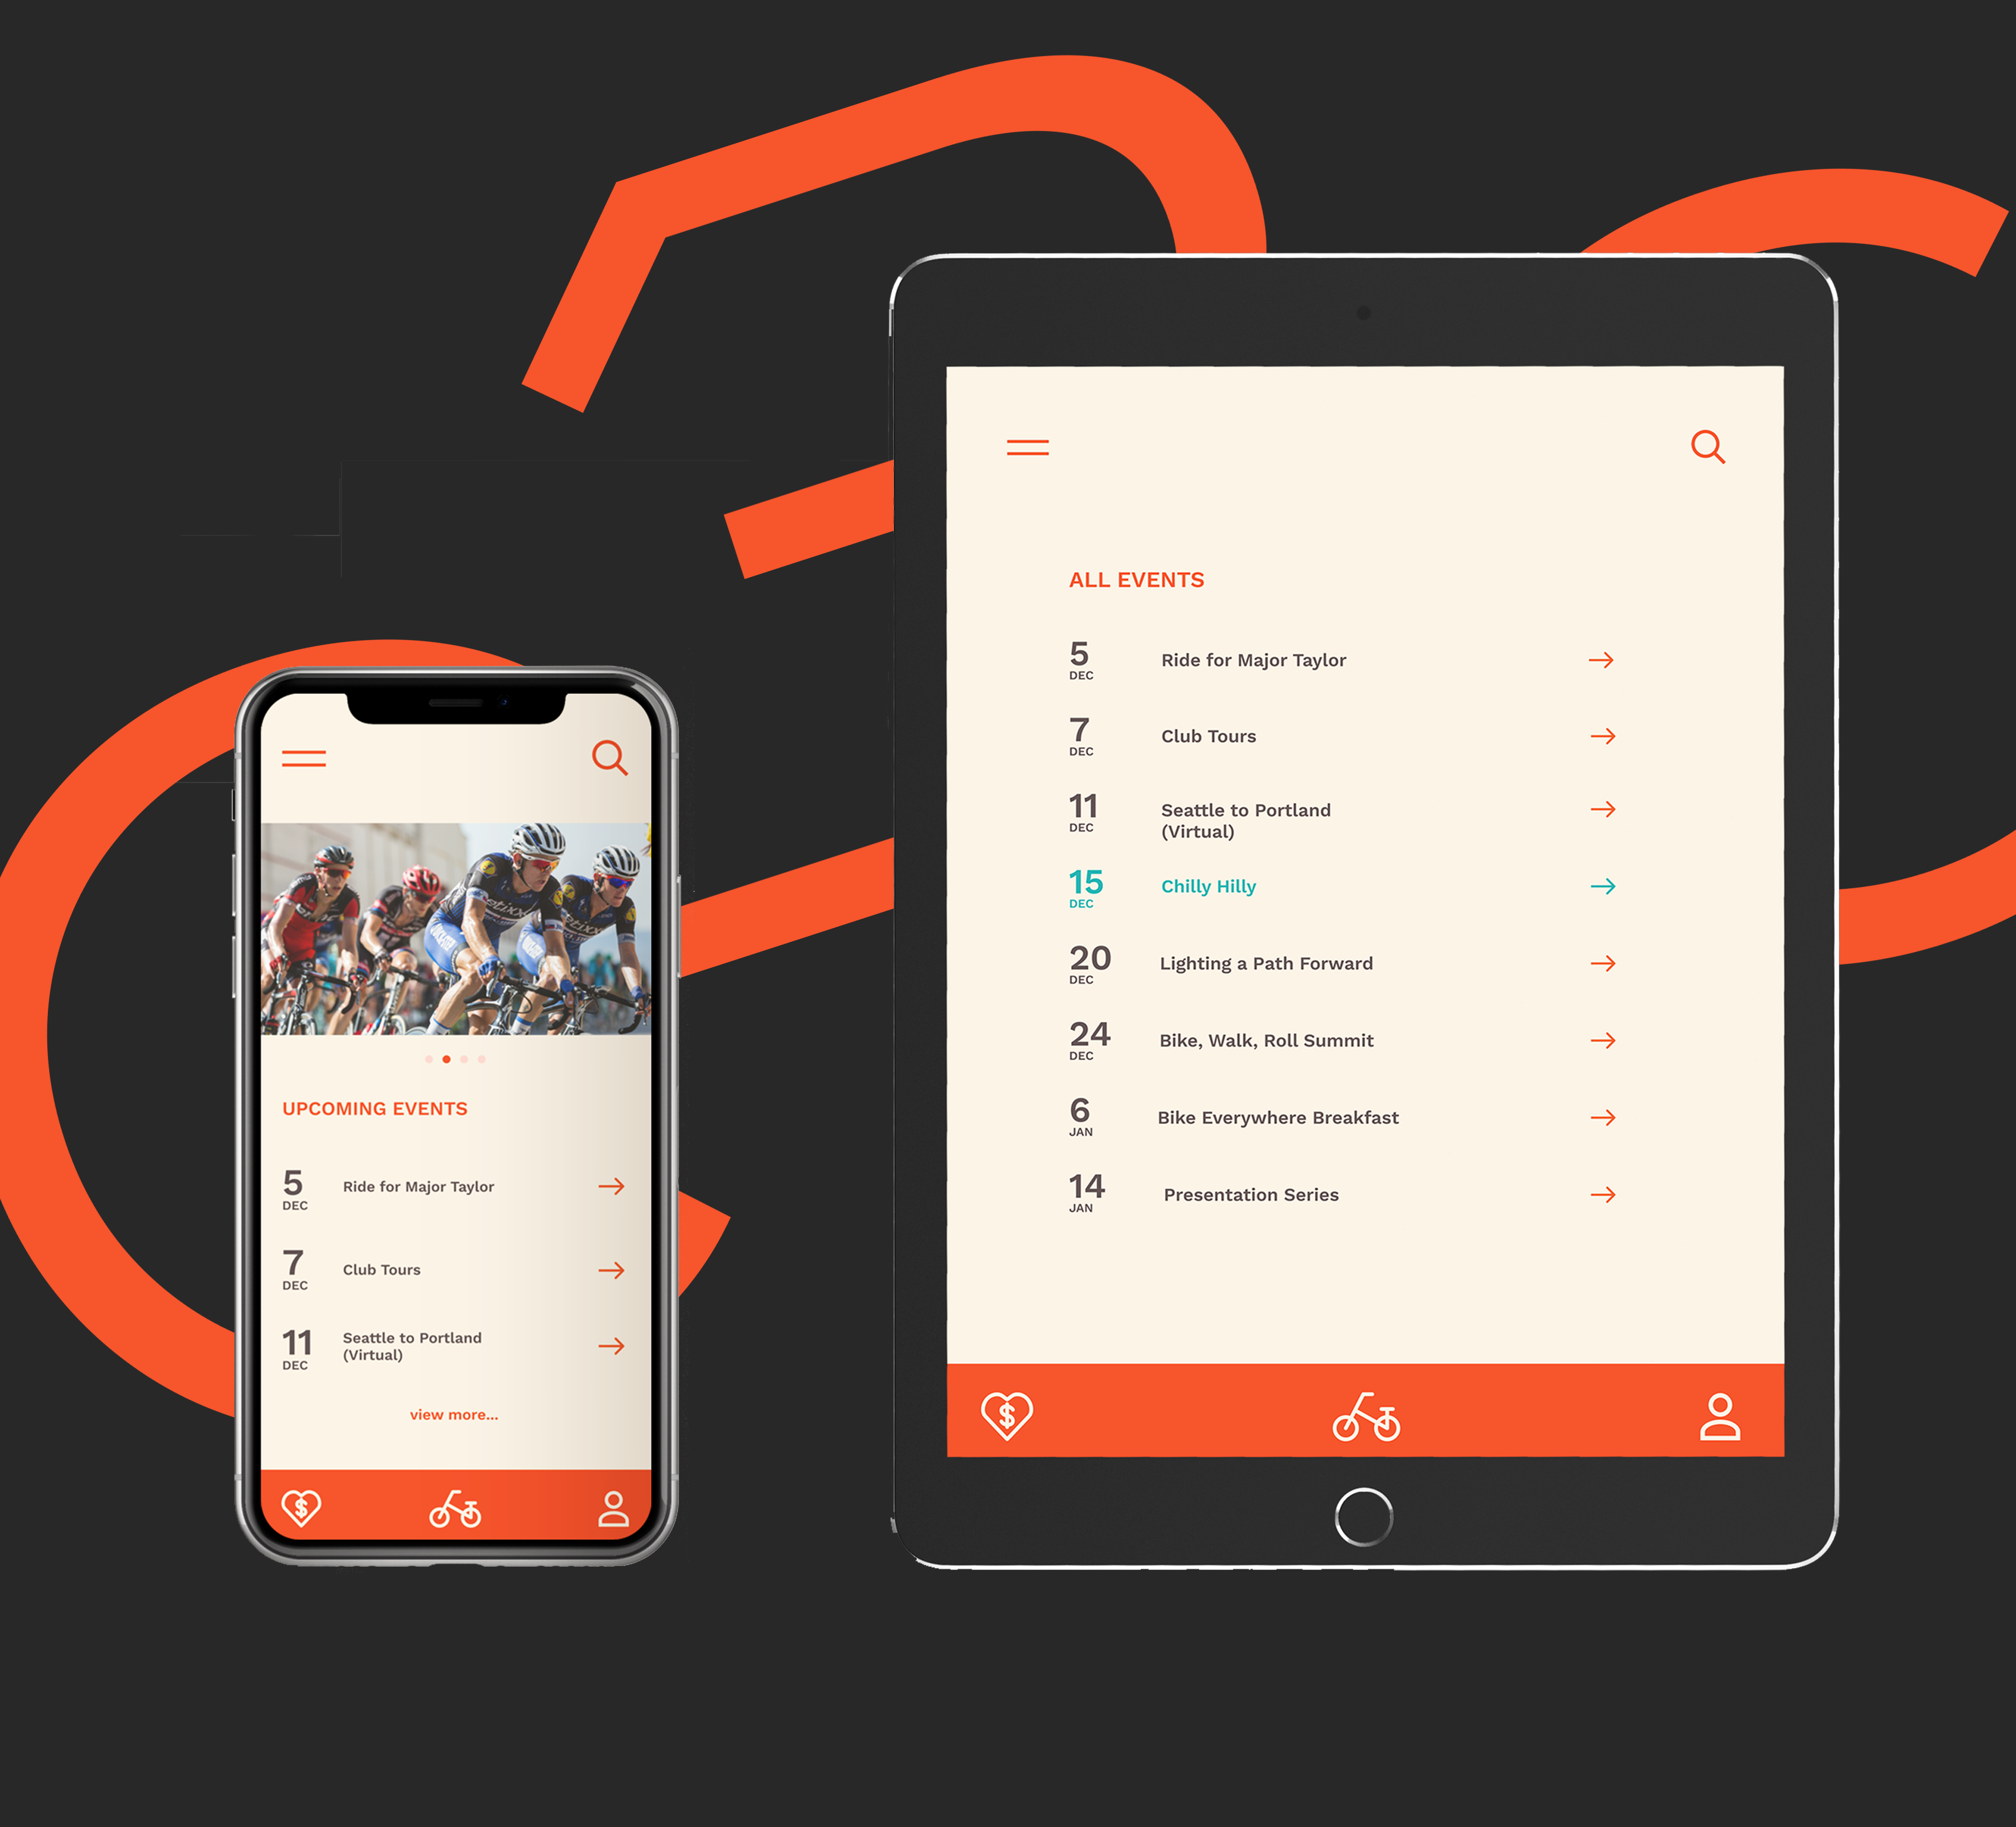 UPCOMING EVENTS
5
DEC
Ride for Major Taylor
7
DEC
Club Tours
11
DEC
Seattle to Portland
(Virtual)
view more...
$
ALL EVENTS
5
DEC
Ride for Major Taylor
7
DEC
Club Tours
11
DEC
Seattle to Portland
(Virtual)
15
DEC
Chilly Hilly
20
DEC
Lighting a Path Forward
24
DEC
Bike, Walk, Roll Summit
6
JAN
Bike Everywhere Breakfast
14
JAN
Presentation Series
$